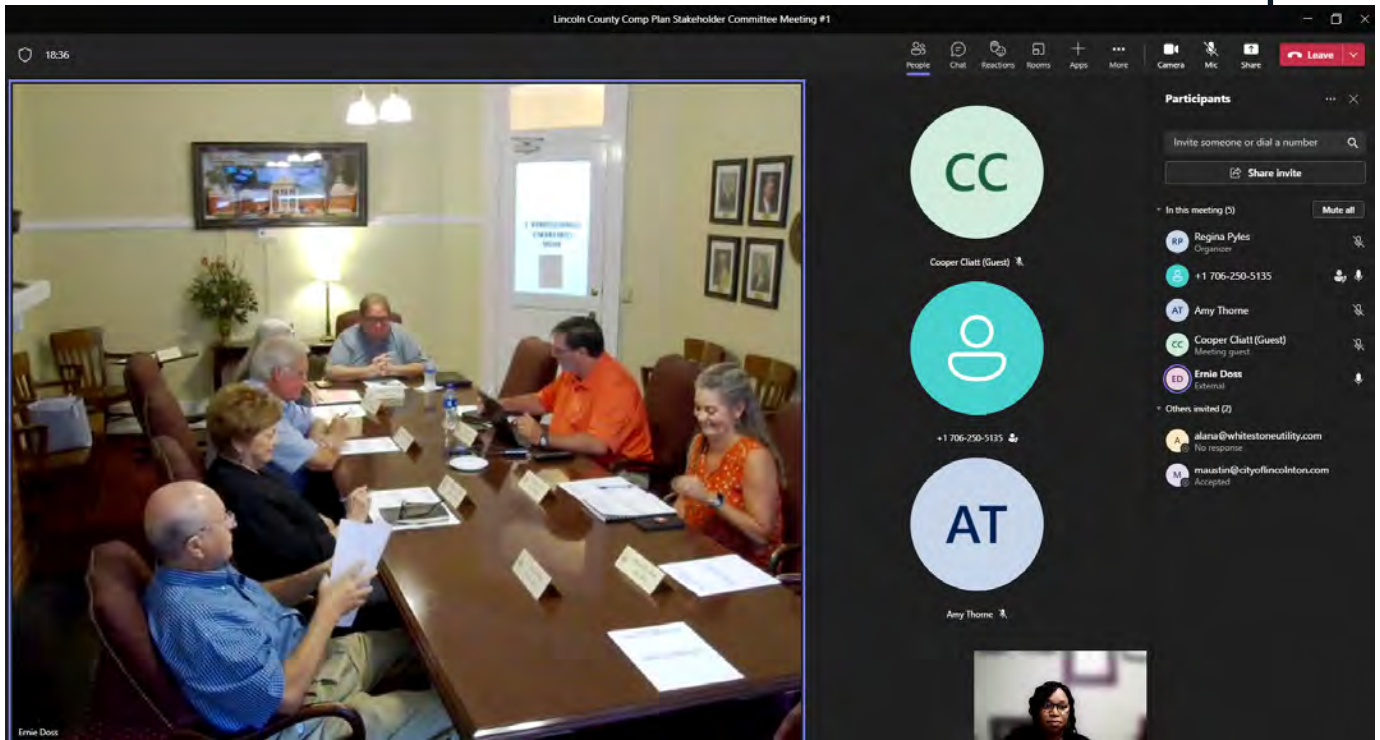 Lincoln County Comp Plan Stakeholder Committee Meeting #1
18:36
People
Chat
Reactions
Rooms
Apps
More
Camera
Mic
Share
Leave
Participants
Invite someone or dial a number
Share invite
In this meeting (5)
Mute all
RP
Regina Pyles
Organizer
+1 706-250-5135
AT
Amy Thorne
CC
Cooper Cliatt (Guest)
Meeting guest
ED
Ernie Doss
External
Others invited (2)
A
alana@whitestoneutility.com
No response
M
maustin@cityoflincolnton.com
Accepted
CC
Cooper Cliatt (Guest)
+1 706-250-5135
AT
Amy Thorne
Ernie Doss